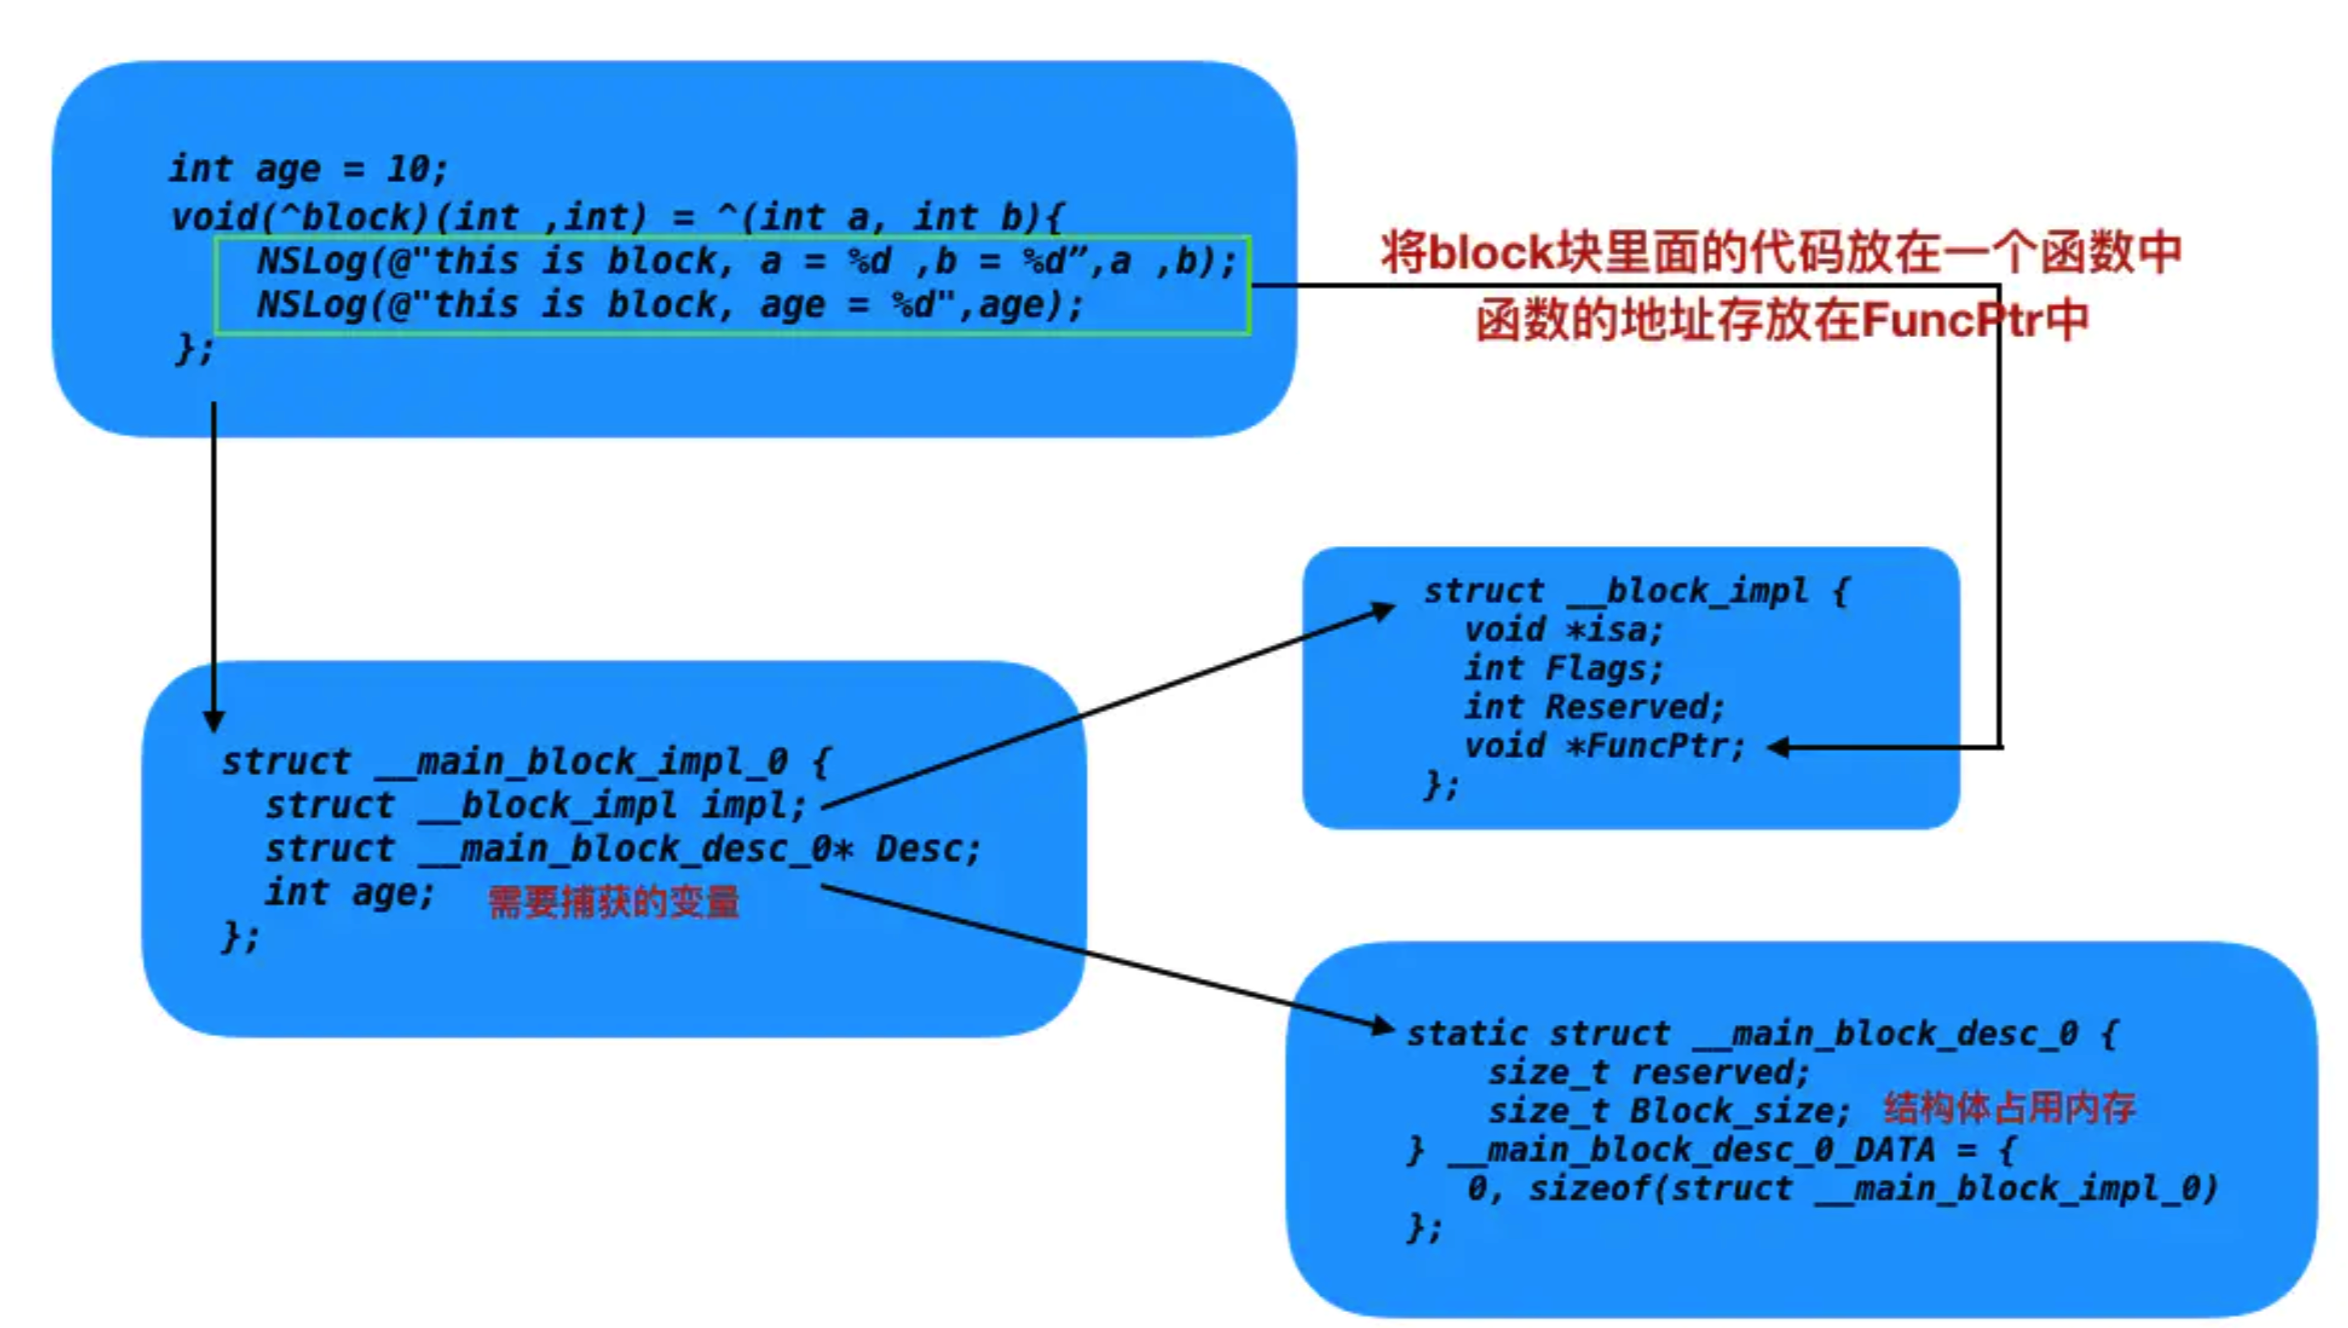 int age = 10;
void(^block)(int ,int) = ^(int a, int b){
NSLog(@"this is block, a = %d ,b = %d”,a ,b);
NSLog(@"this is block, age = %d",age);
};
将block块里面的代码放在一个函数中
函数的地址存放在FuncPtr中
struct __block_impl {
void *isa;
int Flags;
int Reserved;
void *FuncPtr;
};
struct __main_block_impl_0 {
struct __block_impl impl;
struct __main_block_desc_0* Desc;
int age; 需要捕获的变量
};
static struct __main_block_desc_0 {
size_t reserved;
size_t Block_size; 结构体占用内存
} __main_block_desc_0_DATA = {
0, sizeof(struct __main_block_impl_0)
};